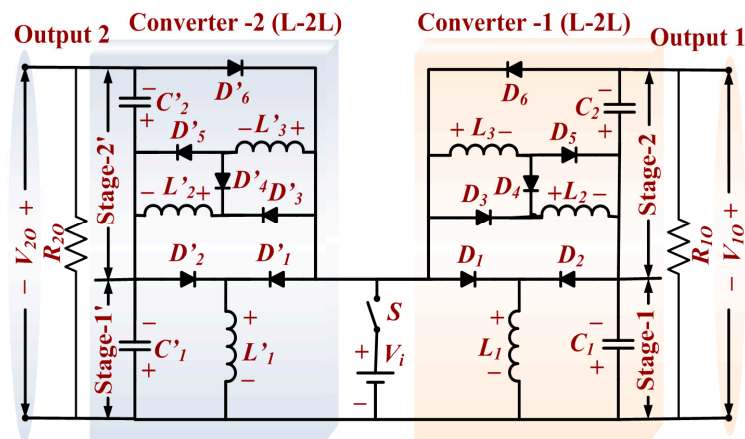 Converter -2 (L-2L)
Converter -1 (L-2L)
Output 2
Output 1
− C'2 +
D'6
D6
C2 − +
D'5
− L'3 +
+ L3 −
D5
D'4
D4
− L'2 +
D'3
D3
+ L2 −
Stage-2'
Stage-2
− V2O +
R2O
R1O
− V1O +
D'2
D'1
D1
D2
S
− C'1 +
+ L'1 −
+ Vi −
+ L1 −
C1 − +
Stage-1'
Stage-1